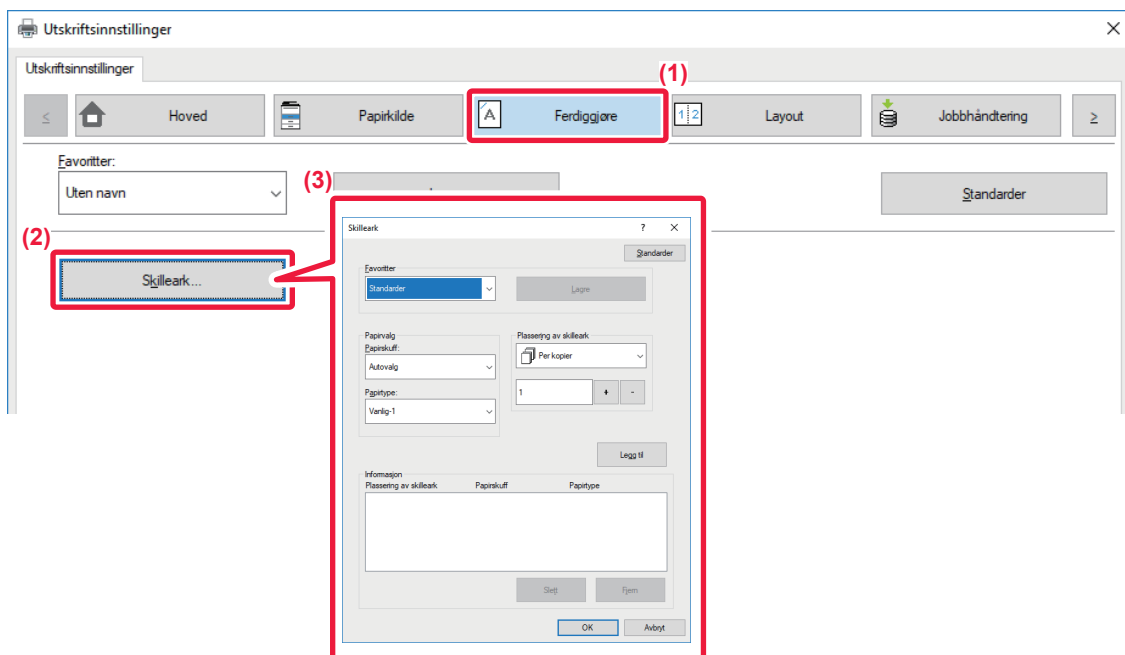 Utskriftsinnstillinger
Utskriftsinnstillinger
(1)
< Hoved Papirkilde A Ferdiggjøre 1 2 Layout Jobbhåndtering >
Favoritter:
Uten navn
(3)
Standarder
(2)
Skilleark...
Skilleark ? ×
Standarder
Favoritter
Standarder Lagre
Papirvalg Plassering av skilleark
Papirskuff: Per kopier
Autovalg
1 + -
Papirtype:
Vanlig-1
Legg til
Informasjon
Plassering av skilleark Papirskuff Papirtype
Slett Fjern
OK Avbryt